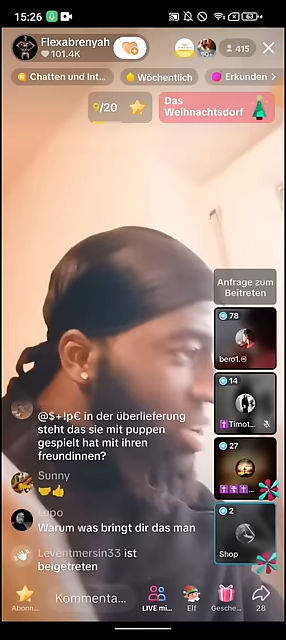 15:26
63
Flexabrenyah
101.4K
415
Chatten und Int...
Wöchentlich
Erkunden
9/20
Das
Weihnachtsdorf
Anfrage zum
Beitreten
78
bero1.
14
Timot...
27
2
Shop
@$+!p€ in der überlieferung
steht das sie mit puppen
gespielt hat mit ihren
freundinnen?
Sunny
Lupo
Warum was bringt dir das man
Leventmersin33 ist
beigetreten
Abonn...
Kommenta...
LIVE mi...
Elf
Gesche...
28